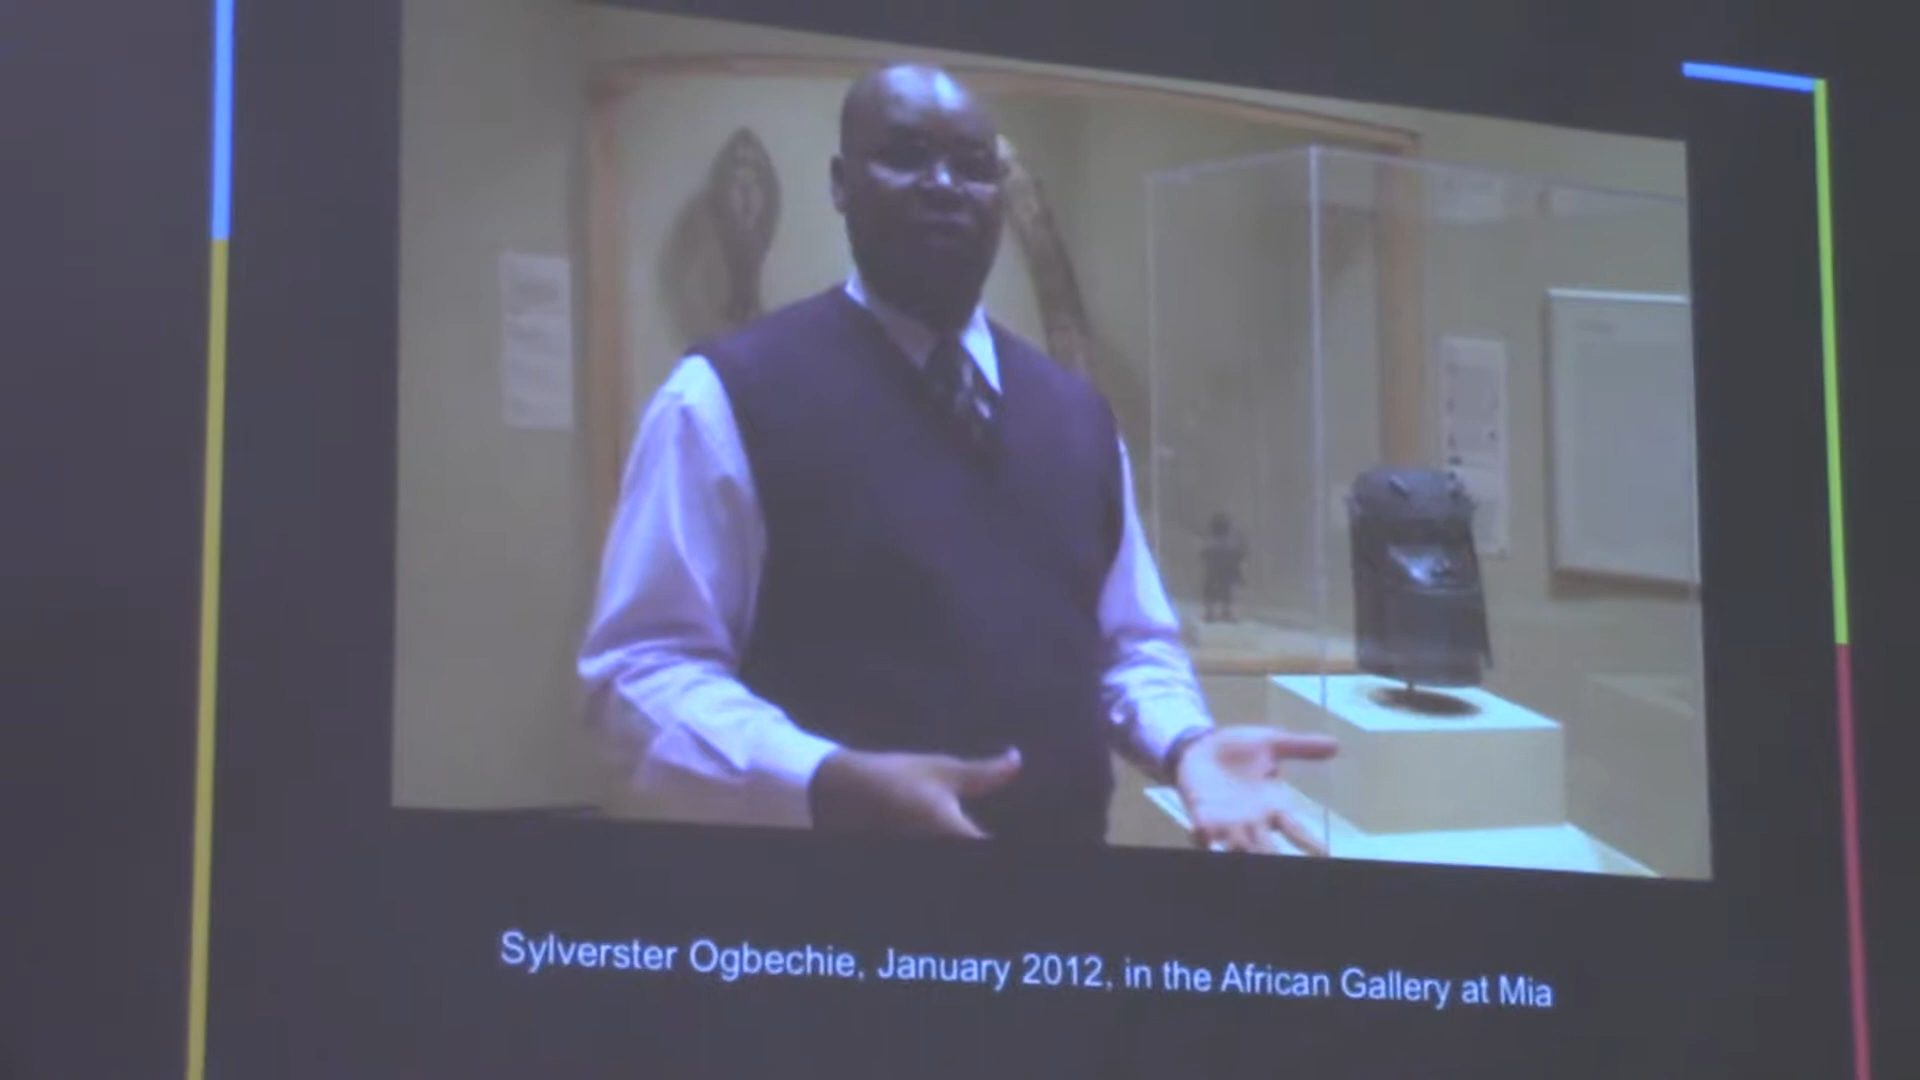 Sylverster Ogbechie, January 2012, in the African Gallery at Mia